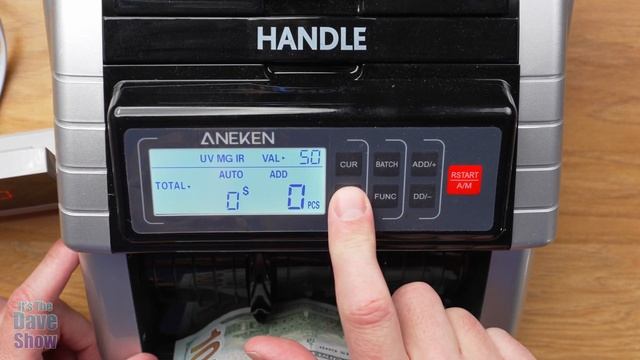 HANDLE
ANEKEN
UV MG IR VAL 50
AUTO ADD
TOTAL 0 $ 0 PCS
CUR BATCH ADD/+
RSTART
A/M
FUNC DD/−
10
It's The
Dave
Show